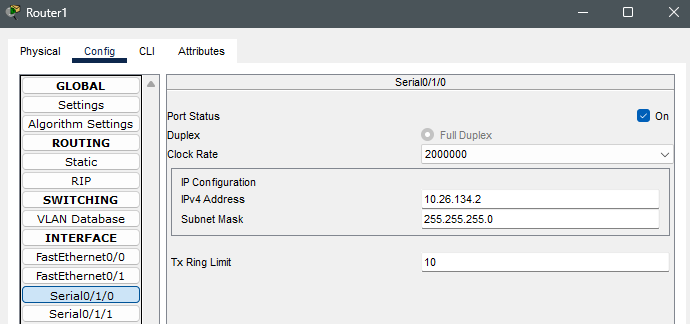 Router1
Physical Config CLI Attributes
GLOBAL
Settings
Algorithm Settings
ROUTING
Static
RIP
SWITCHING
VLAN Database
INTERFACE
FastEthernet0/0
FastEthernet0/1
Serial0/1/0
Serial0/1/1
Serial0/1/0
Port Status On
Duplex Full Duplex
Clock Rate 2000000
IP Configuration
IPv4 Address 10.26.134.2
Subnet Mask 255.255.255.0
Tx Ring Limit 10